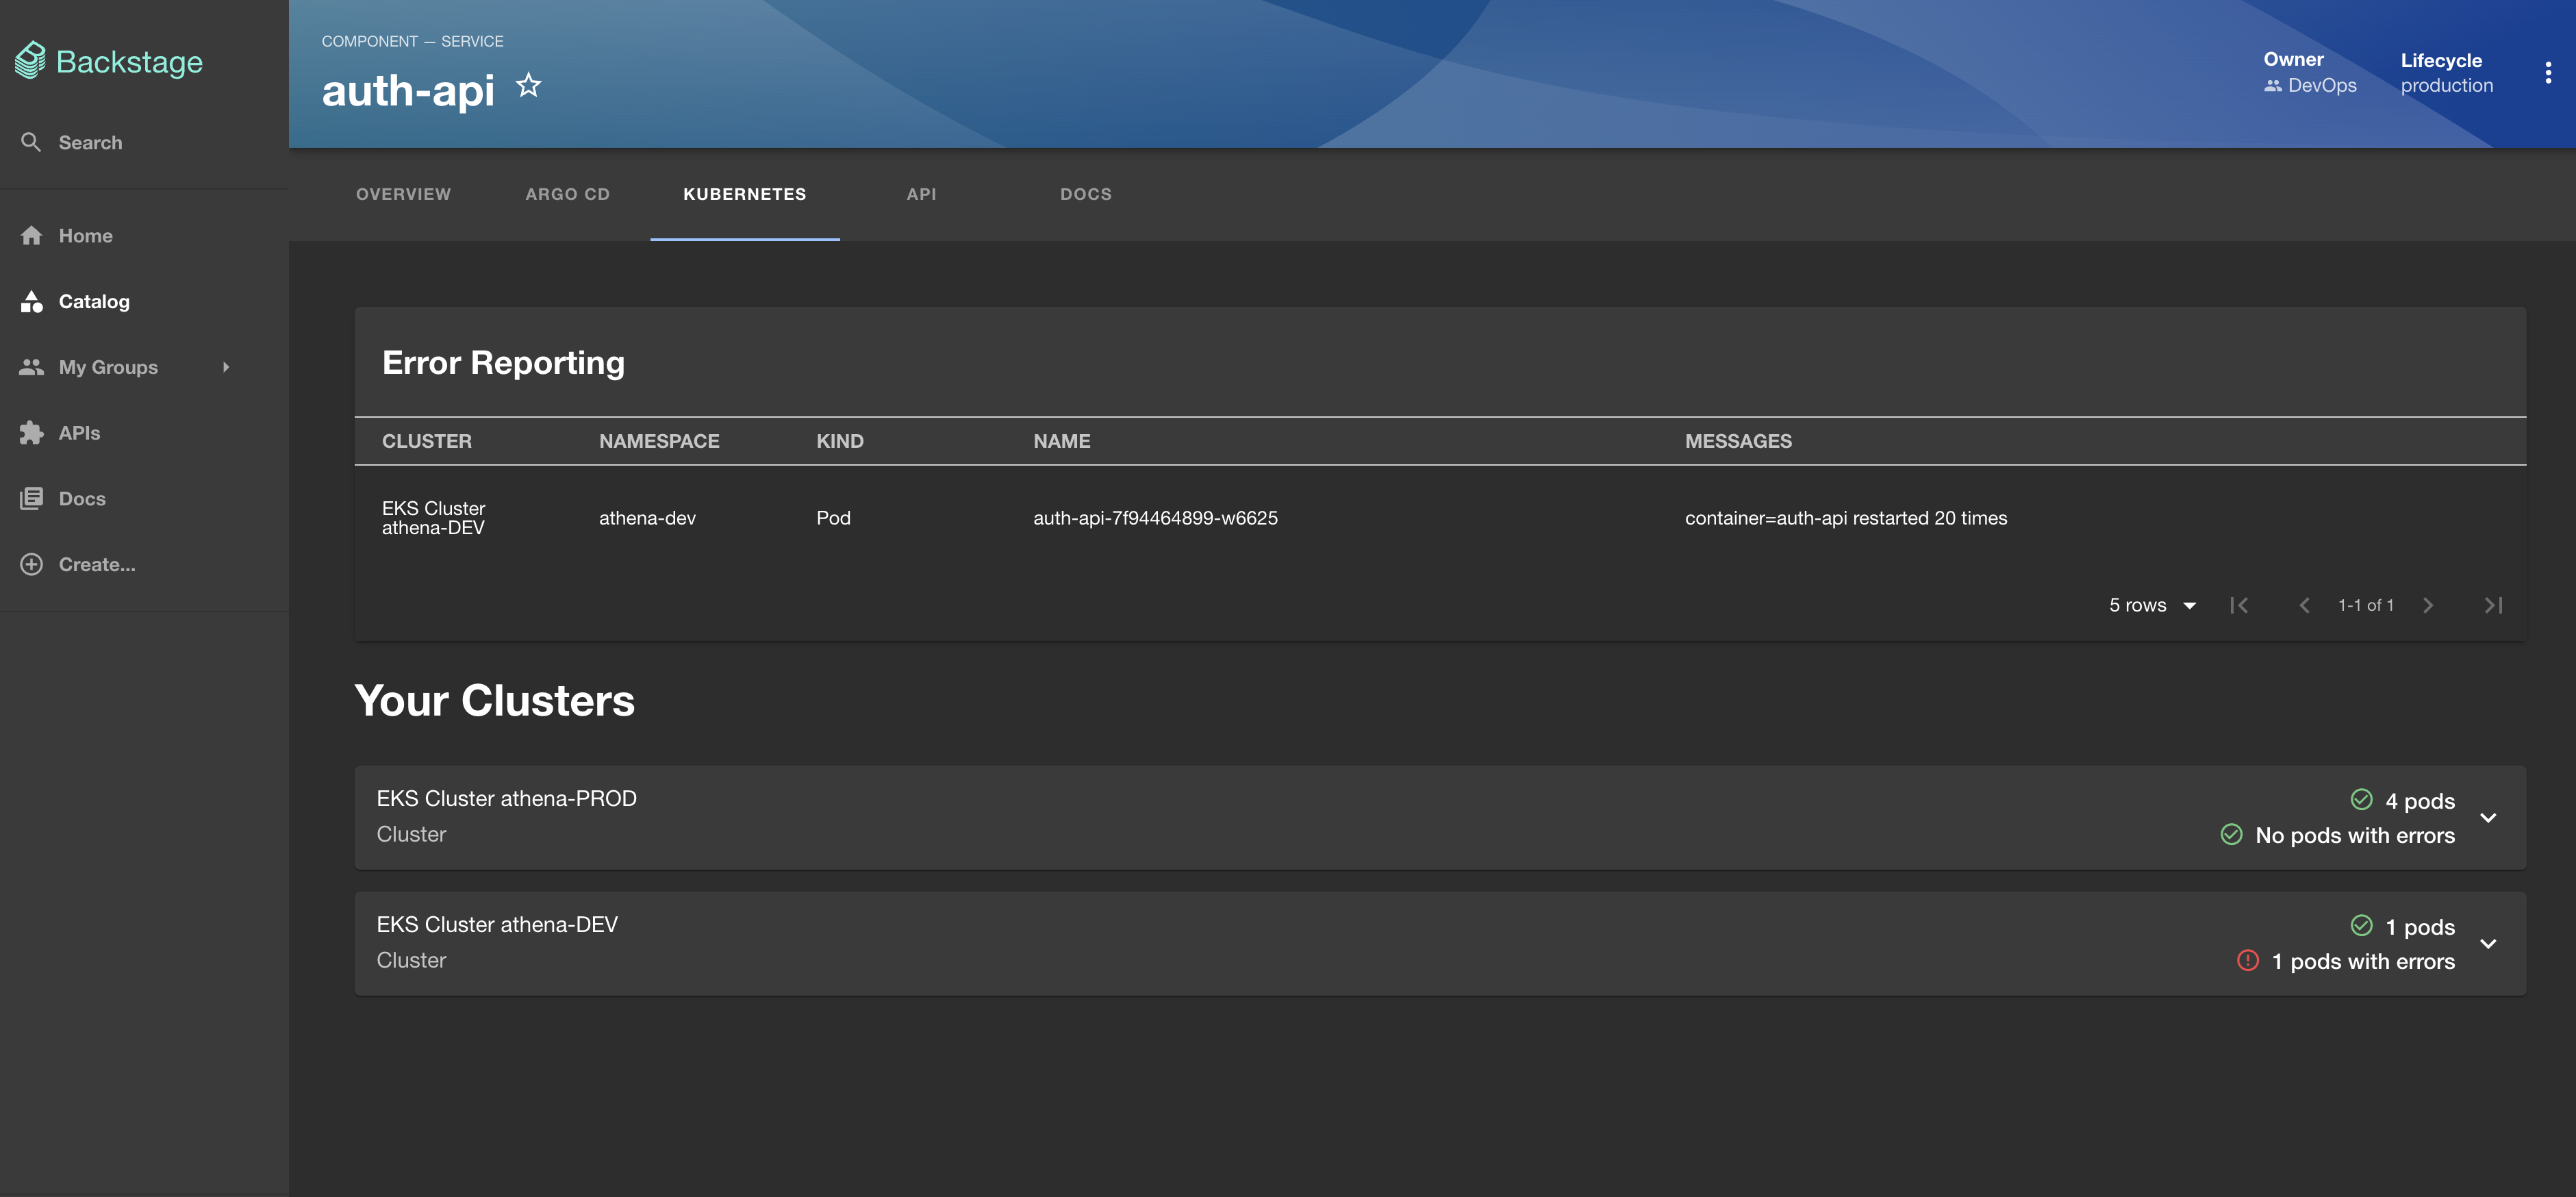 Backstage
Search
Home
Catalog
My Groups
APIs
Docs
Create...
COMPONENT — SERVICE
auth-api
Owner
DevOps
Lifecycle
production
OVERVIEW
ARGO CD
KUBERNETES
API
DOCS
Error Reporting
CLUSTER NAMESPACE KIND NAME MESSAGES
EKS Cluster
athena-DEV
athena-dev
Pod
auth-api-7f94464899-w6625
container=auth-api restarted 20 times
5 rows
1-1 of 1
Your Clusters
EKS Cluster athena-PROD
Cluster
4 pods
No pods with errors
EKS Cluster athena-DEV
Cluster
1 pods
1 pods with errors